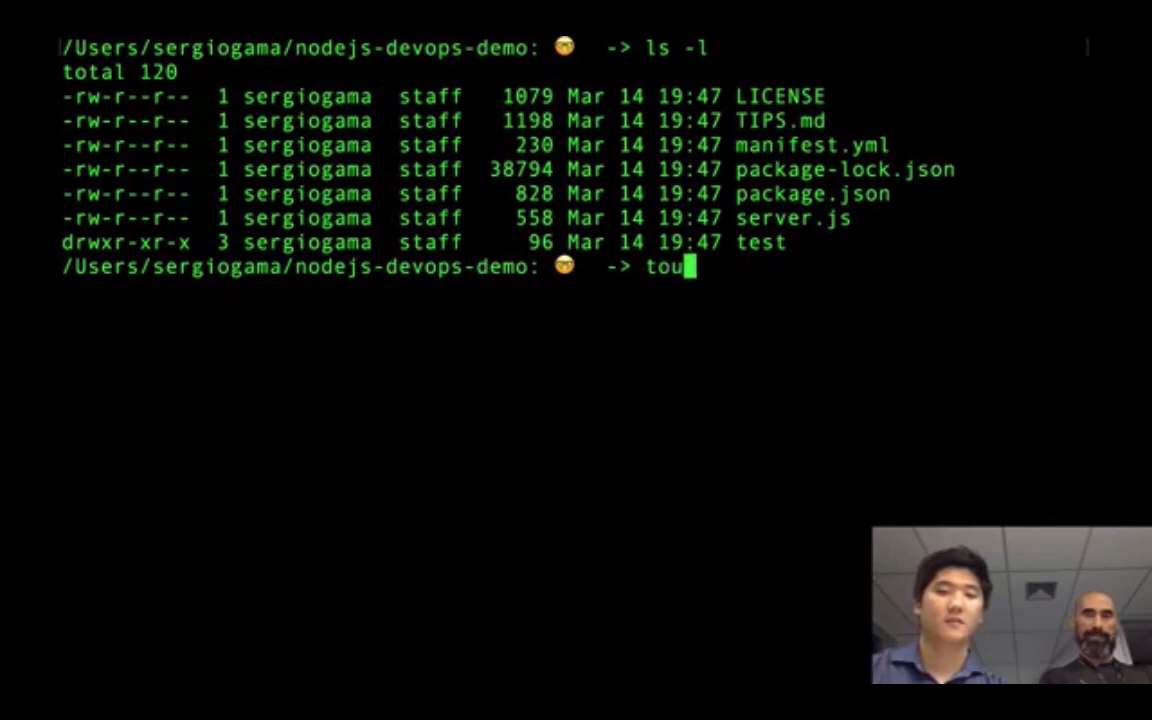 /Users/sergiogama/nodejs-devops-demo: 🤓 -> ls -l
total 120
-rw-r--r-- 1 sergiogama staff 1079 Mar 14 19:47 LICENSE
-rw-r--r-- 1 sergiogama staff 1198 Mar 14 19:47 TIPS.md
-rw-r--r-- 1 sergiogama staff 230 Mar 14 19:47 manifest.yml
-rw-r--r-- 1 sergiogama staff 38794 Mar 14 19:47 package-lock.json
-rw-r--r-- 1 sergiogama staff 828 Mar 14 19:47 package.json
-rw-r--r-- 1 sergiogama staff 558 Mar 14 19:47 server.js
drwxr-xr-x 3 sergiogama staff 96 Mar 14 19:47 test
/Users/sergiogama/nodejs-devops-demo: 🤓 -> tou